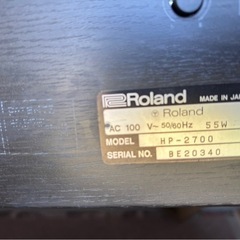 Roland MADE IN JA
Roland
AC 100 V~50/60Hz 55W
MODEL HP-2700
SERIAL NO. BE20340